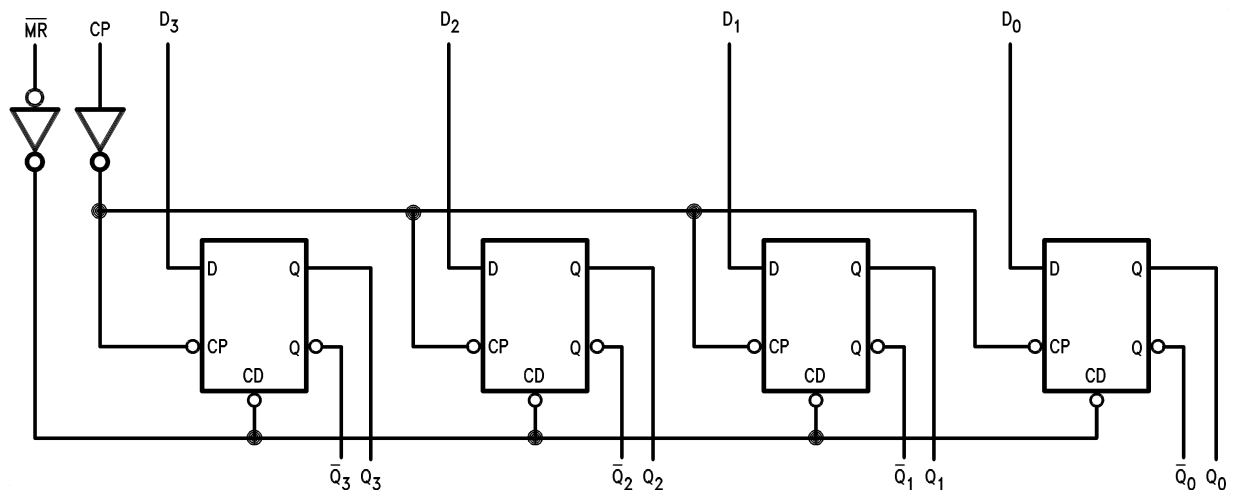 M̅R̅ CP D₃ D₂ D₁ D₀
D Q D Q D Q D Q
CP Q CP Q CP Q CP Q
CD CD CD CD
Q̅₃ Q₃ Q̅₂ Q₂ Q̅₁ Q₁ Q̅₀ Q₀